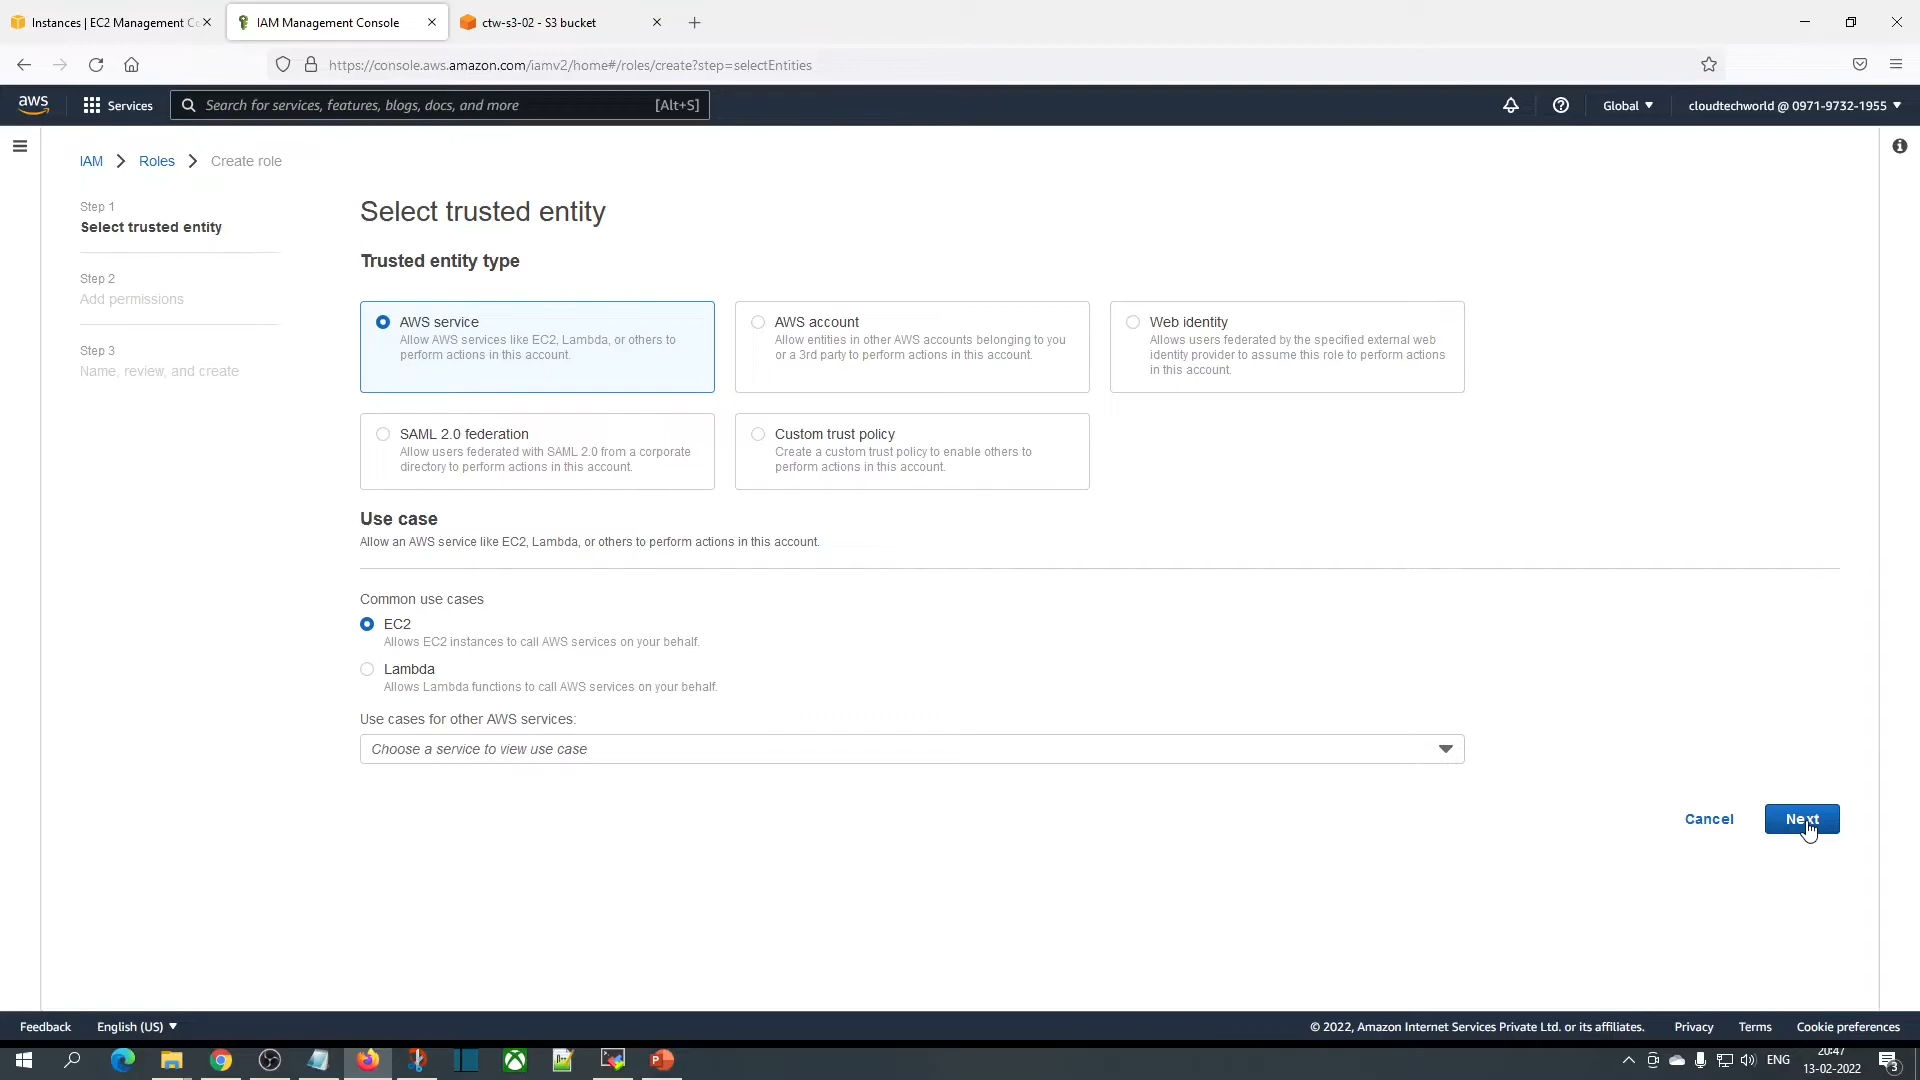 Instances | EC2 Management Co
IAM Management Console
ctw-s3-02 - S3 bucket
https://console.aws.amazon.com/iamv2/home#/roles/create?step=selectEntities
aws
Services
Search for services, features, blogs, docs, and more
[Alt+S]
Global
cloudtechworld @ 0971-9732-1955
IAM
Roles
Create role
Step 1
Select trusted entity
Step 2
Add permissions
Step 3
Name, review, and create
Select trusted entity
Trusted entity type
AWS service
Allow AWS services like EC2, Lambda, or others to
perform actions in this account.
AWS account
Allow entities in other AWS accounts belonging to you
or a 3rd party to perform actions in this account.
Web identity
Allows users federated by the specified external web
identity provider to assume this role to perform actions
in this account.
SAML 2.0 federation
Allow users federated with SAML 2.0 from a corporate
directory to perform actions in this account.
Custom trust policy
Create a custom trust policy to enable others to
perform actions in this account.
Use case
Allow an AWS service like EC2, Lambda, or others to perform actions in this account.
Common use cases
EC2
Allows EC2 instances to call AWS services on your behalf.
Lambda
Allows Lambda functions to call AWS services on your behalf.
Use cases for other AWS services:
Choose a service to view use case
Cancel
Next
Feedback
English (US)
© 2022, Amazon Internet Services Private Ltd. or its affiliates.
Privacy
Terms
Cookie preferences
ENG
20:47
13-02-2022
3